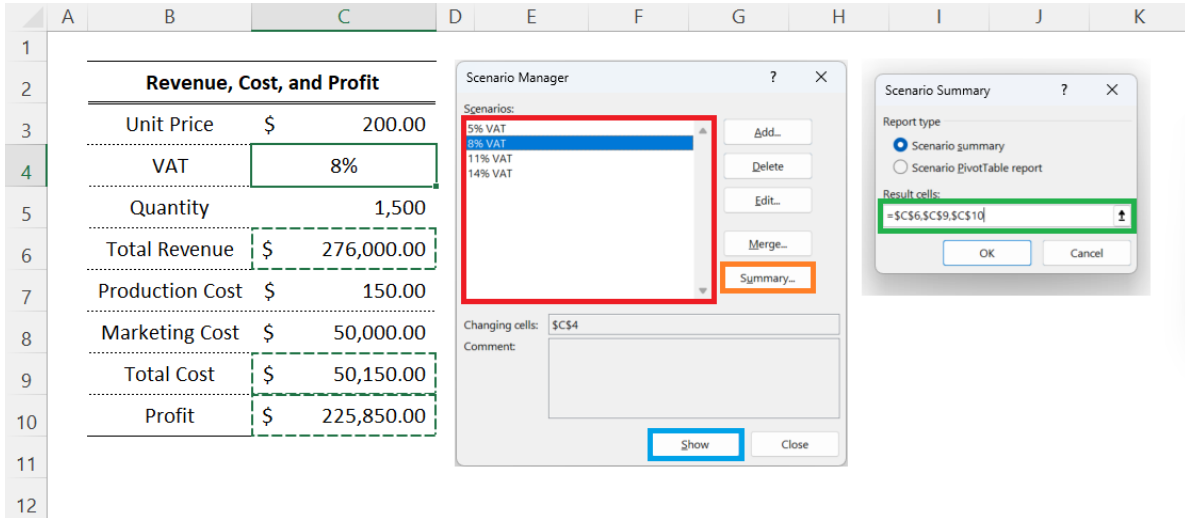 A B C D E F G H I J K
1
2 Revenue, Cost, and Profit
3 Unit Price $ 200.00
4 VAT 8%
5 Quantity 1,500
6 Total Revenue $ 276,000.00
7 Production Cost $ 150.00
8 Marketing Cost $ 50,000.00
9 Total Cost $ 50,150.00
10 Profit $ 225,850.00
11
12
Scenario Manager ? ×
Scenarios:
5% VAT
8% VAT
11% VAT
14% VAT
Add...
Delete
Edit...
Merge...
Summary...
Changing cells: $C$4
Comment:
Show Close
Scenario Summary ? ×
Report type
Scenario summary
Scenario PivotTable report
Result cells:
=$C$6,$C$9,$C$10
OK Cancel